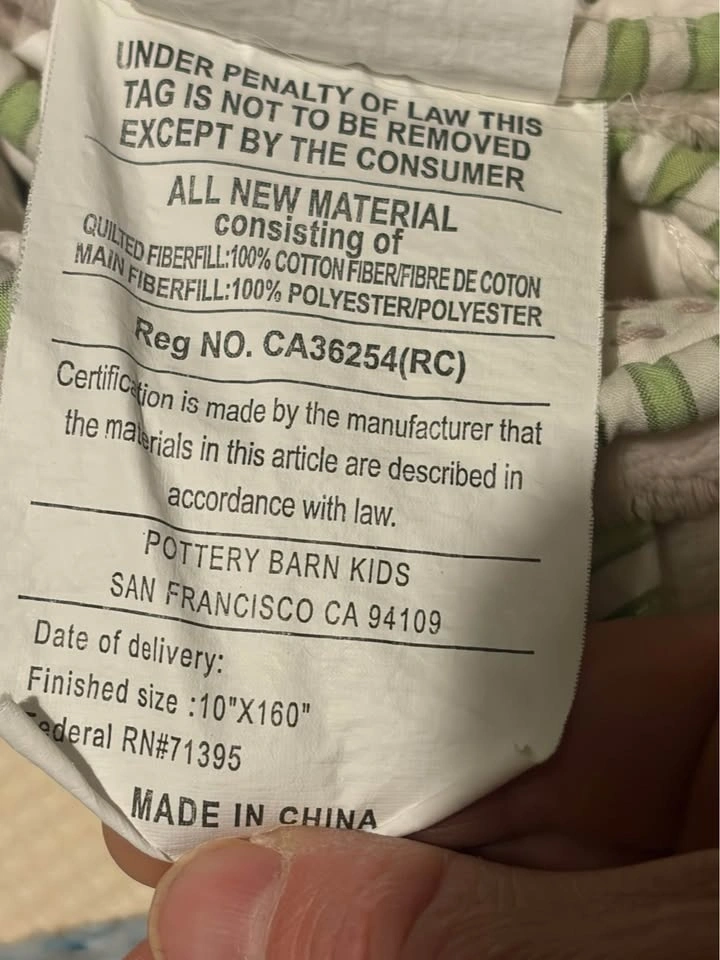 UNDER PENALTY OF LAW THIS
TAG IS NOT TO BE REMOVED
EXCEPT BY THE CONSUMER
ALL NEW MATERIAL
consisting of
QUILTED FIBERFILL:100% COTTON FIBER/FIBRE DE COTON
MAIN FIBERFILL:100% POLYESTER/POLYESTER
Reg NO. CA36254(RC)
Certification is made by the manufacturer that
the materials in this article are described in
accordance with law.
POTTERY BARN KIDS
SAN FRANCISCO CA 94109
Date of delivery:
Finished size :10"X160"
Federal RN#71395
MADE IN CHINA